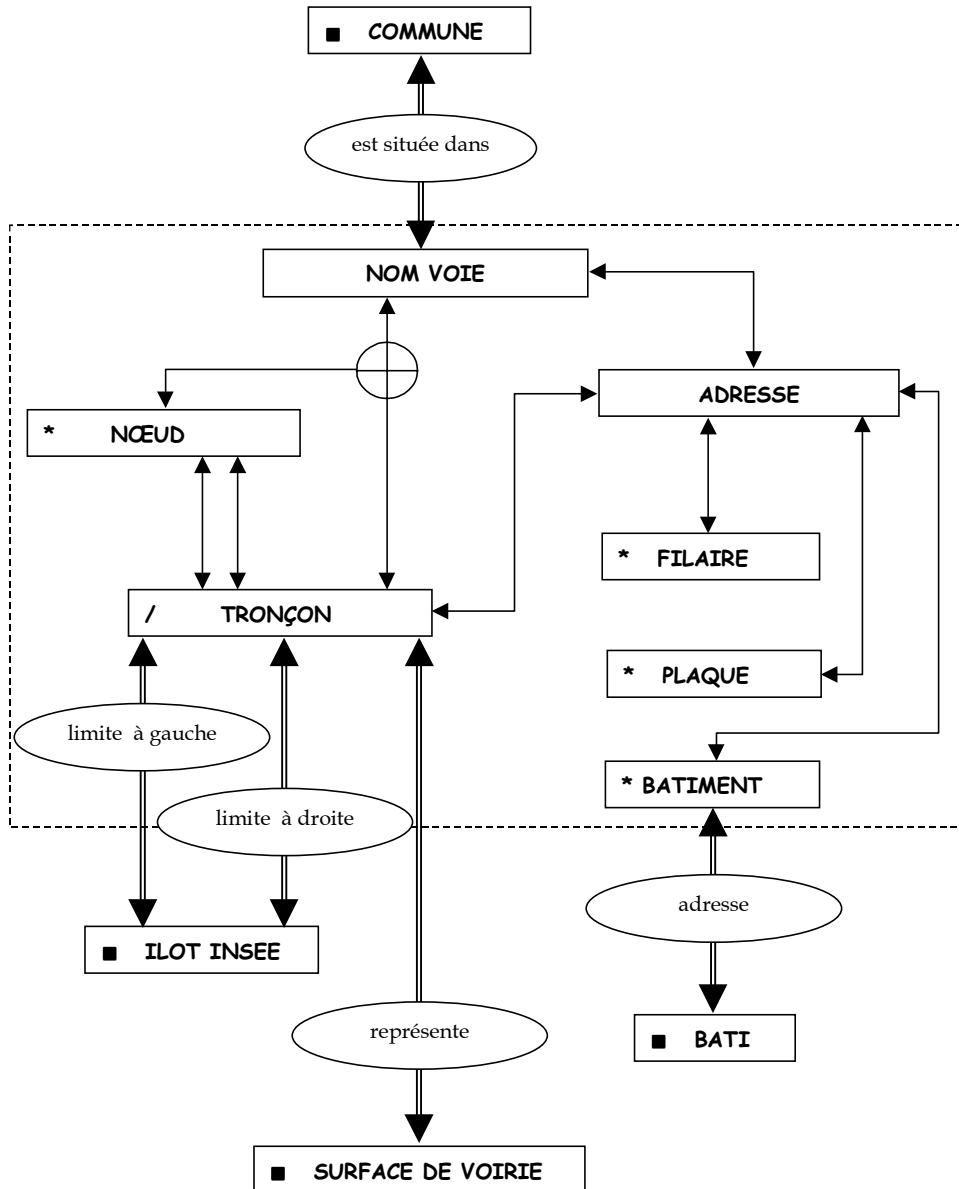 ■ COMMUNE
est située dans
NOM VOIE
ADRESSE
* NŒUD
* FILAIRE
/ TRONÇON
* PLAQUE
limite à gauche
* BATIMENT
limite à droite
adresse
■ ILOT INSEE
représente
■ BATI
■ SURFACE DE VOIRIE